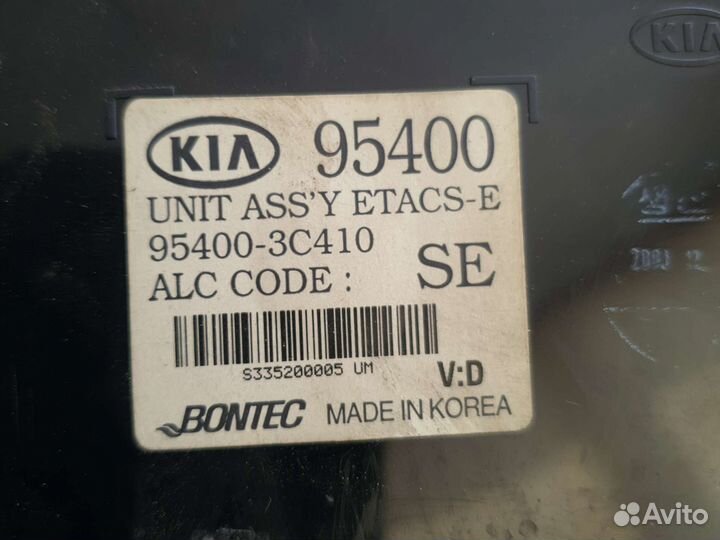 KIA
KIA 95400
UNIT ASS'Y ETACS-E
95400-3C410
ALC CODE : SE
S335200005 UM
V:D
BONTEC MADE IN KOREA
Avito